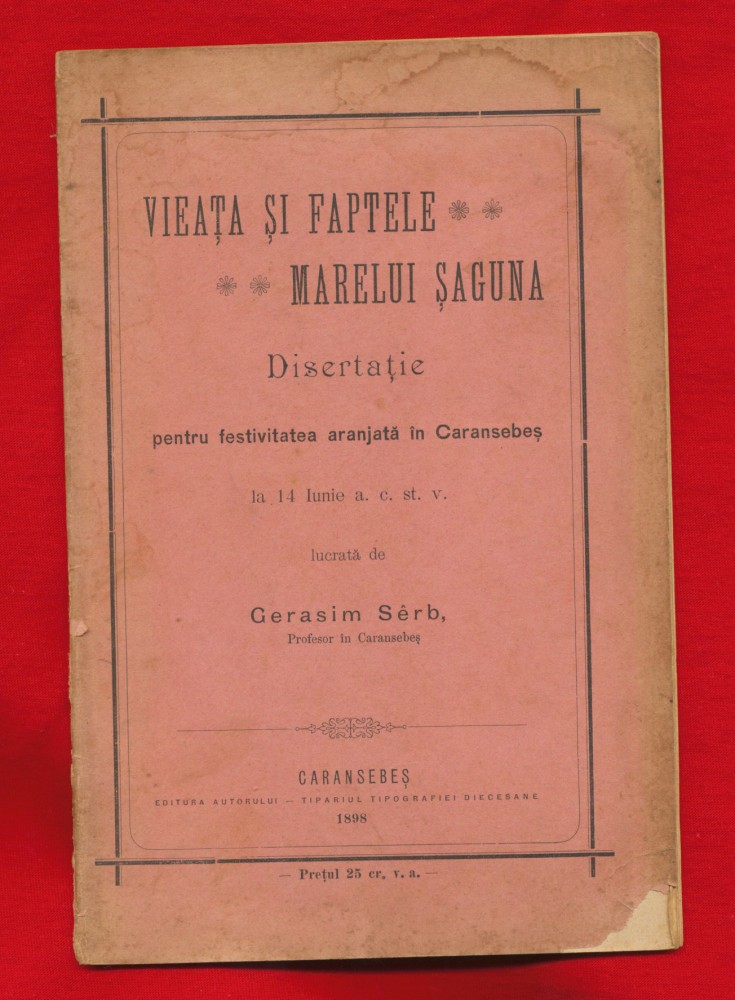 VIEAȚA ȘI FAPTELE
MARELUI ȘAGUNA
Disertație
pentru festivitatea aranjată în Caransebeș
la 14 Iunie a. c. st. v.
lucrată de
Gerasim Sêrb,
Profesor în Caransebeș
CARANSEBEȘ
EDITURA AUTORULUI — TIPARIUL TIPOGRAFIEI DIECESANE
1898
— Prețul 25 cr. v. a. —